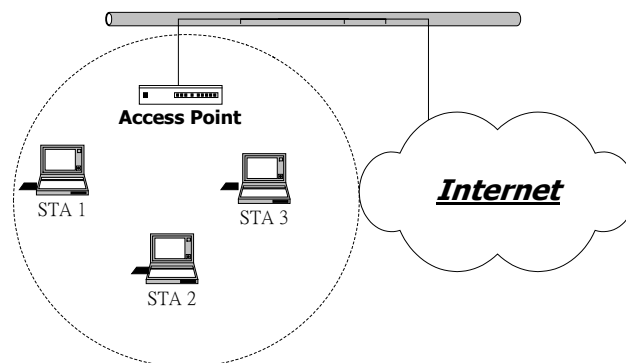 Access Point
STA 1
STA 3
STA 2
Internet